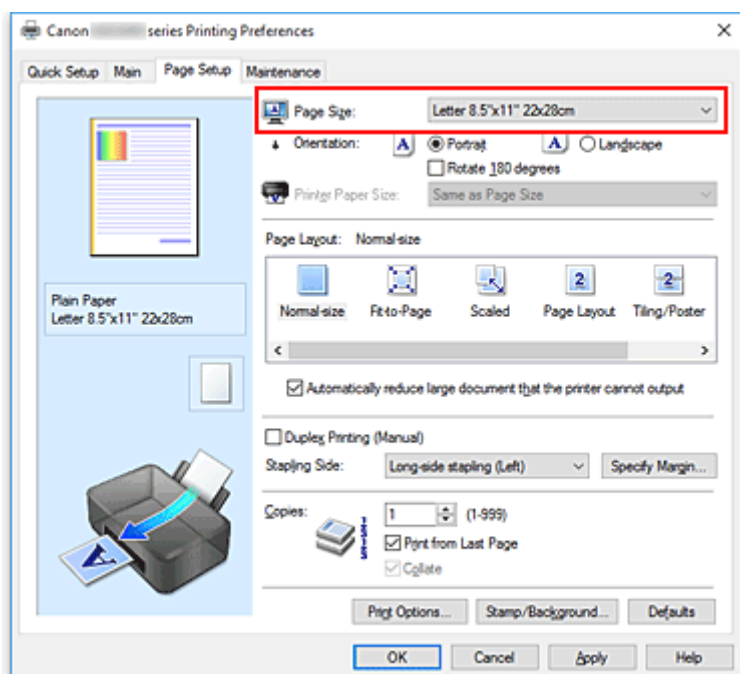 Canon series Printing Preferences
Quick Setup Main Page Setup Maintenance
Page Size: Letter 8.5"x11" 22x28cm
Orientation: A Portrait A Landscape
Rotate 180 degrees
Printer Paper Size: Same as Page Size
Page Layout: Normal-size
2 2
Normal-size Fit-to-Page Scaled Page Layout Tiling/Poster
Automatically reduce large document that the printer cannot output
Plain Paper
Letter 8.5"x11" 22x28cm
Duplex Printing (Manual)
Stapling Side: Long-side stapling (Left) Specify Margin...
Copies: 1 (1-999)
Print from Last Page
Collate
A
Print Options... Stamp/Background... Defaults
OK Cancel Apply Help